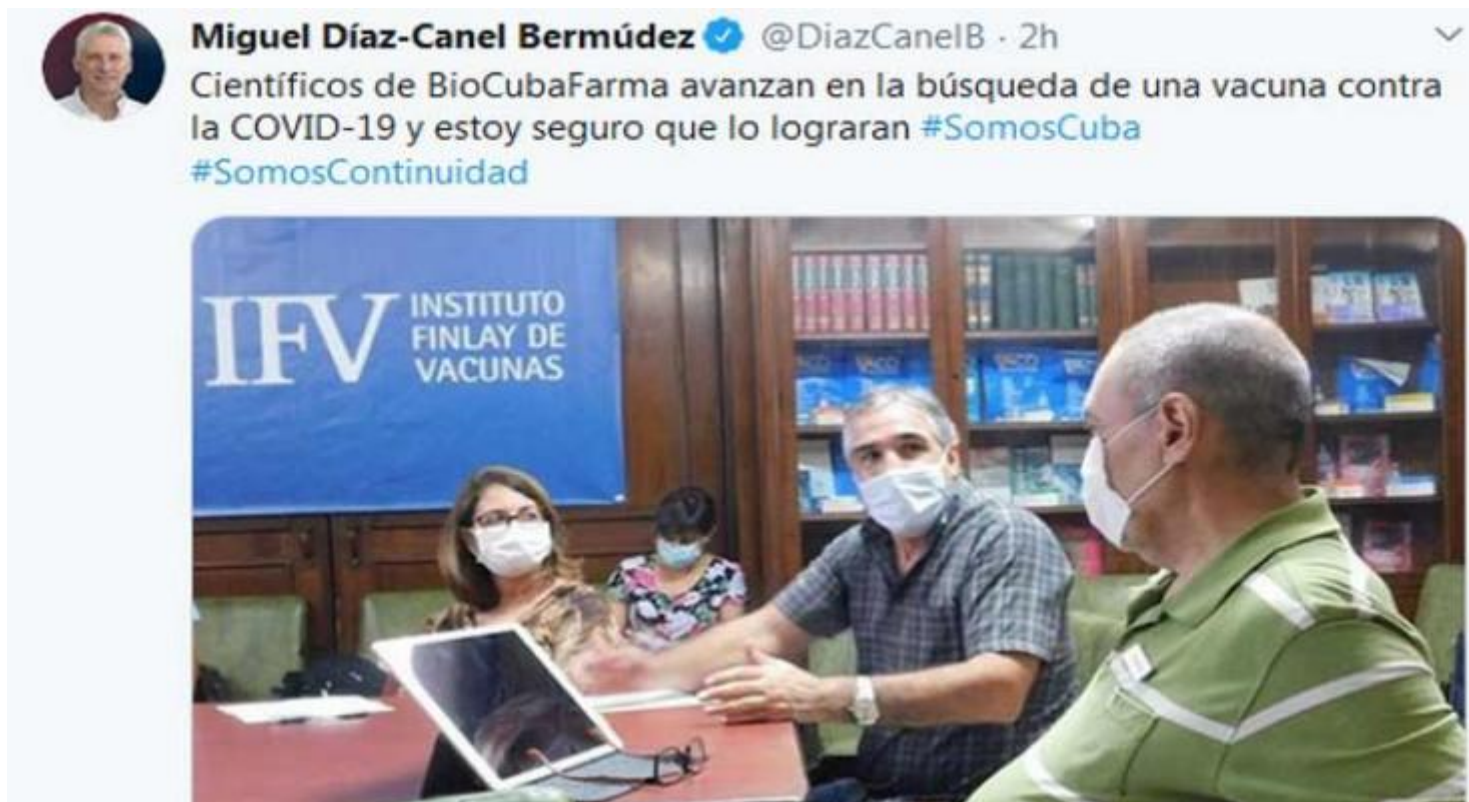 Miguel Díaz-Canel Bermúdez @DiazCanelB · 2h
Científicos de BioCubaFarma avanzan en la búsqueda de una vacuna contra
la COVID-19 y estoy seguro que lo lograran #SomosCuba
#SomosContinuidad
IFV
INSTITUTO
FINLAY DE
VACUNAS